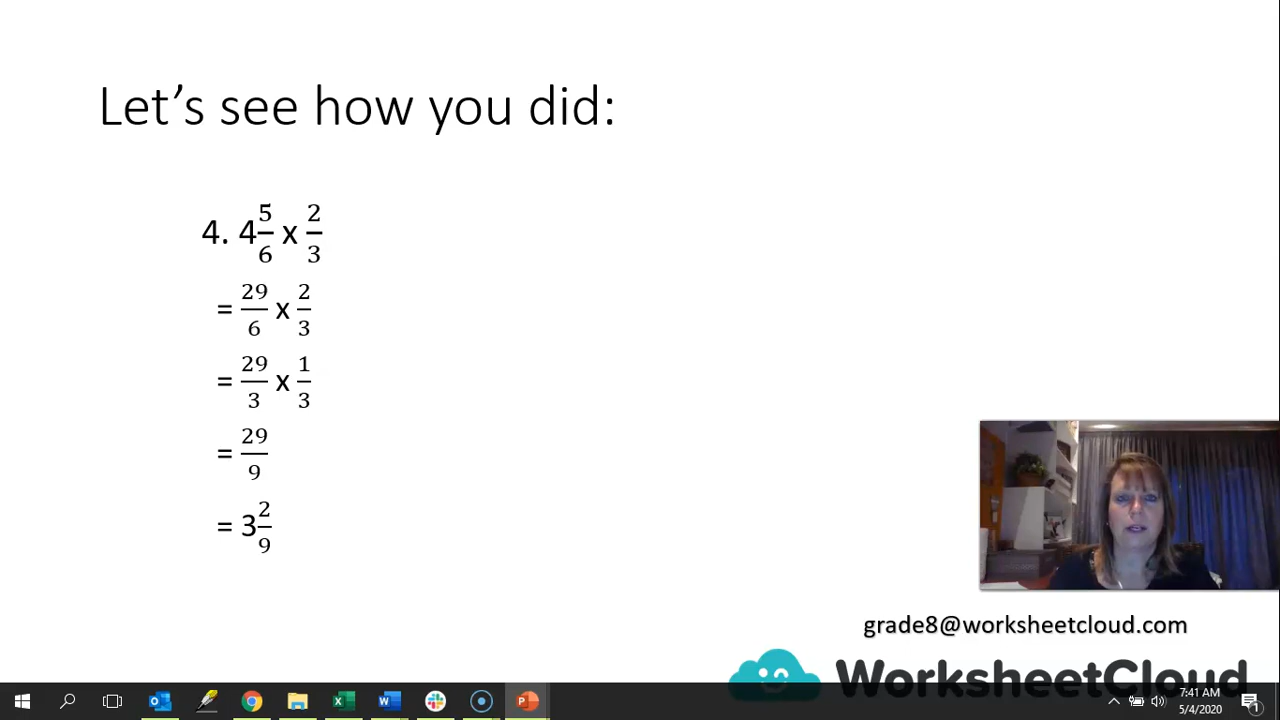 Let's see how you did:
4. 4 5/6 x 2/3
= 29/6 x 2/3
= 29/3 x 1/3
= 29/9
= 3 2/9
grade8@worksheetcloud.com
WorksheetCloud
7:41 AM
5/4/2020